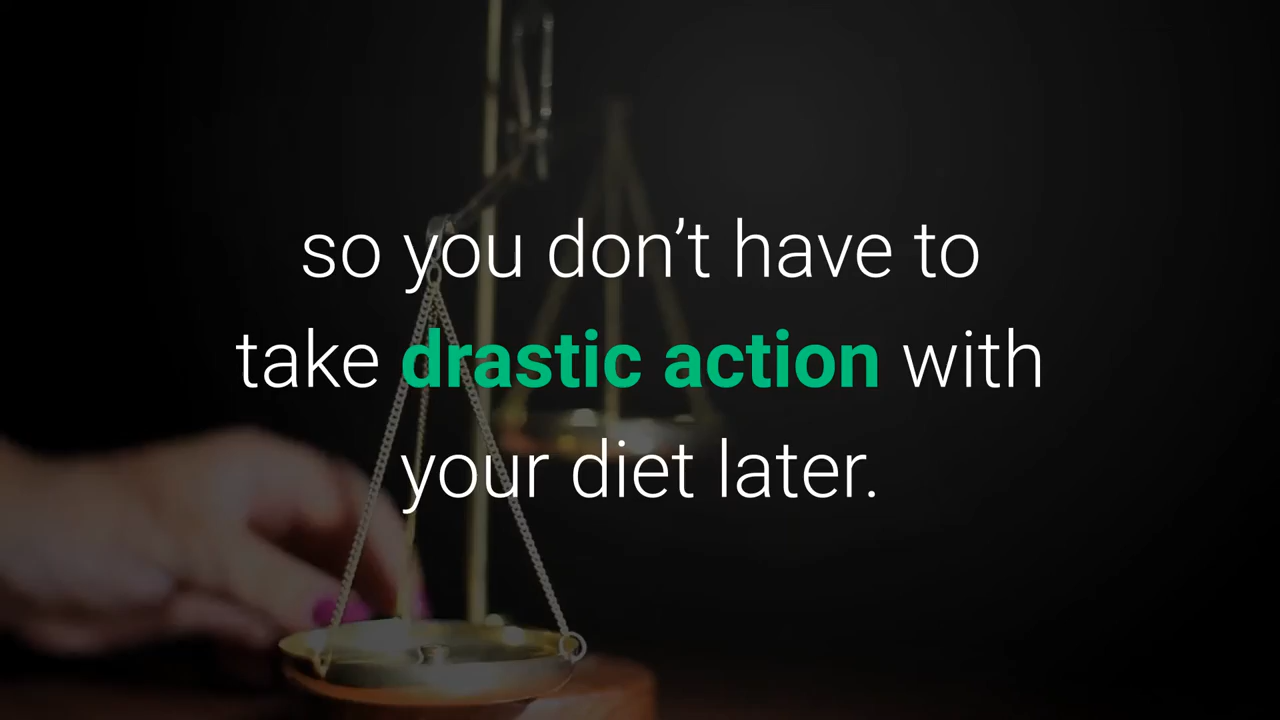 so you don’t have to
take drastic action with
your diet later.